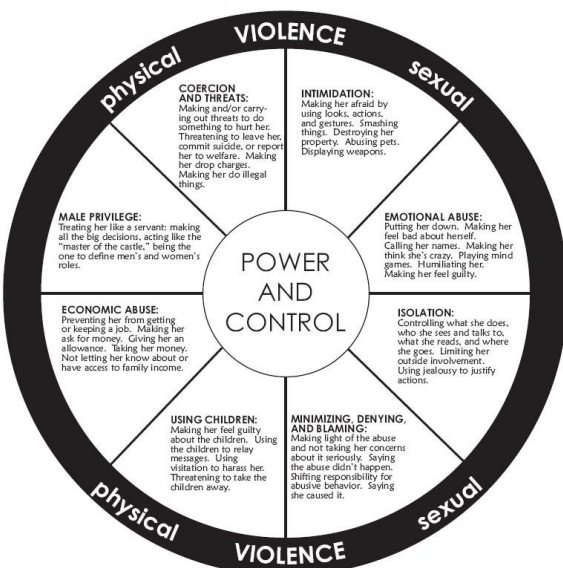 VIOLENCE
physical
sexual
COERCION
AND THREATS:
Making and/or carry-
ing out threats to do
something to hurt her.
Threatening to leave her,
commit suicide, or report
her to welfare. Making
her drop charges.
Making her do illegal
things.
INTIMIDATION:
Making her afraid by
using looks, actions,
and gestures. Smashing
things. Destroying her
property. Abusing pets.
Displaying weapons.
MALE PRIVILEGE:
Treating her like a servant: making
all the big decisions, acting like the
"master of the castle," being the
one to define men's and women's
roles.
EMOTIONAL ABUSE:
Putting her down. Making her
feel bad about herself.
Calling her names. Making her
think she's crazy. Playing mind
games. Humiliating her.
Making her feel guilty.
POWER
AND
CONTROL
ECONOMIC ABUSE:
Preventing her from getting
or keeping a job. Making her
ask for money. Giving her an
allowance. Taking her money.
Not letting her know about or
have access to family income.
ISOLATION:
Controlling what she does,
who she sees and talks to,
what she reads, and where
she goes. Limiting her
outside involvement.
Using jealousy to justify
actions.
USING CHILDREN:
Making her feel guilty
about the children. Using
the children to relay
messages. Using
visitation to harass her.
Threatening to take the
children away.
MINIMIZING, DENYING,
AND BLAMING:
Making light of the abuse
and not taking her concerns
about it seriously. Saying
the abuse didn't happen.
Shifting responsibility for
abusive behavior. Saying
she caused it.
physical
sexual
VIOLENCE